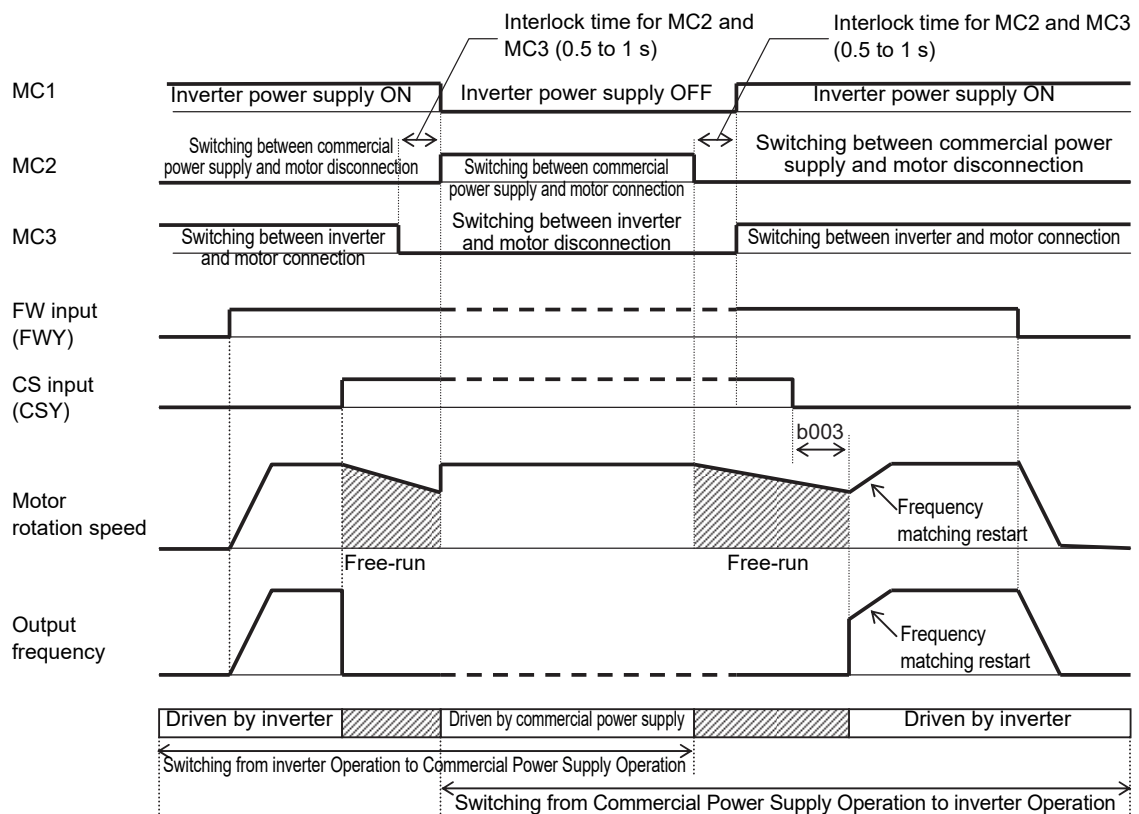 Interlock time for MC2 and
MC3 (0.5 to 1 s)
Interlock time for MC2 and MC3
(0.5 to 1 s)
MC1
Inverter power supply ON
Inverter power supply OFF
Inverter power supply ON
MC2
Switching between commercial
power supply and motor disconnection
Switching between commercial
power supply and motor connection
Switching between commercial power
supply and motor disconnection
MC3
Switching between inverter
and motor connection
Switching between inverter
and motor disconnection
Switching between inverter and motor connection
FW input
(FWY)
CS input
(CSY)
b003
Motor
rotation speed
Free-run
Free-run
Frequency
matching restart
Output
frequency
Frequency
matching restart
Driven by inverter
Driven by commercial power supply
Driven by inverter
Switching from inverter Operation to Commercial Power Supply Operation
Switching from Commercial Power Supply Operation to inverter Operation